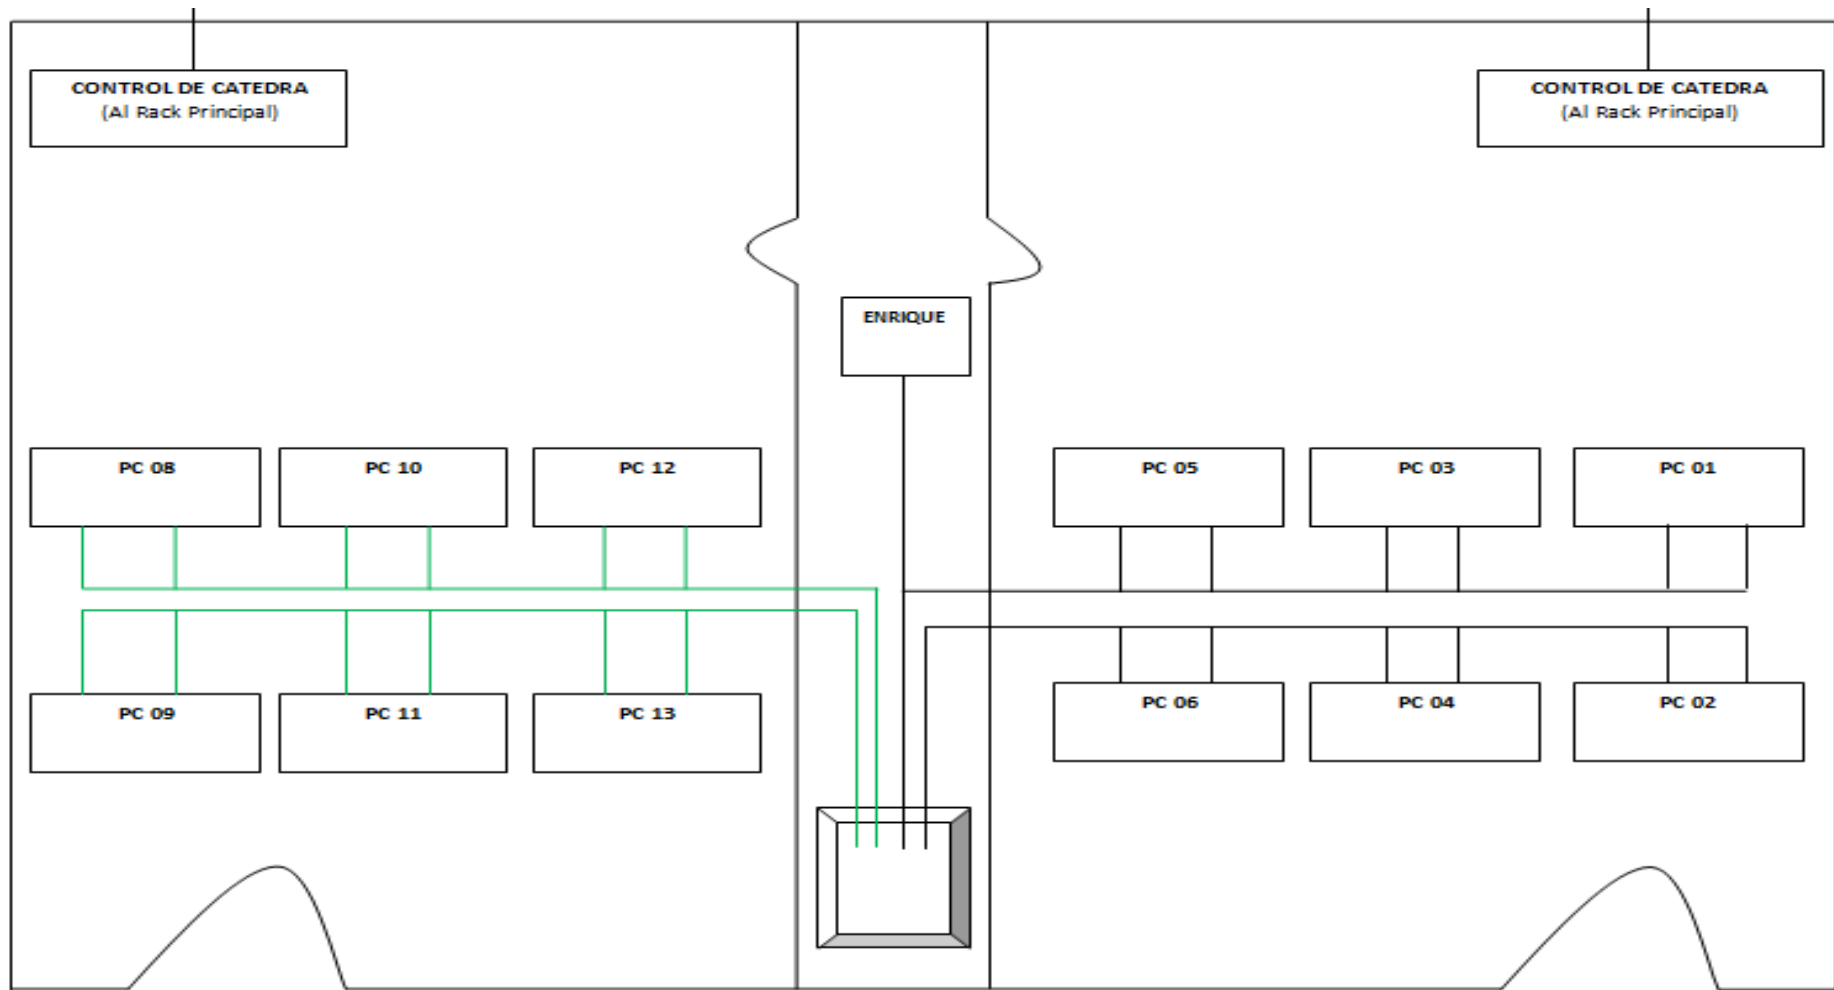 CONTROL DE CATEDRA
(Al Rack Principal)
CONTROL DE CATEDRA
(Al Rack Principal)
ENRIQUE
PC 08
PC 10
PC 12
PC 05
PC 03
PC 01
PC 09
PC 11
PC 13
PC 06
PC 04
PC 02